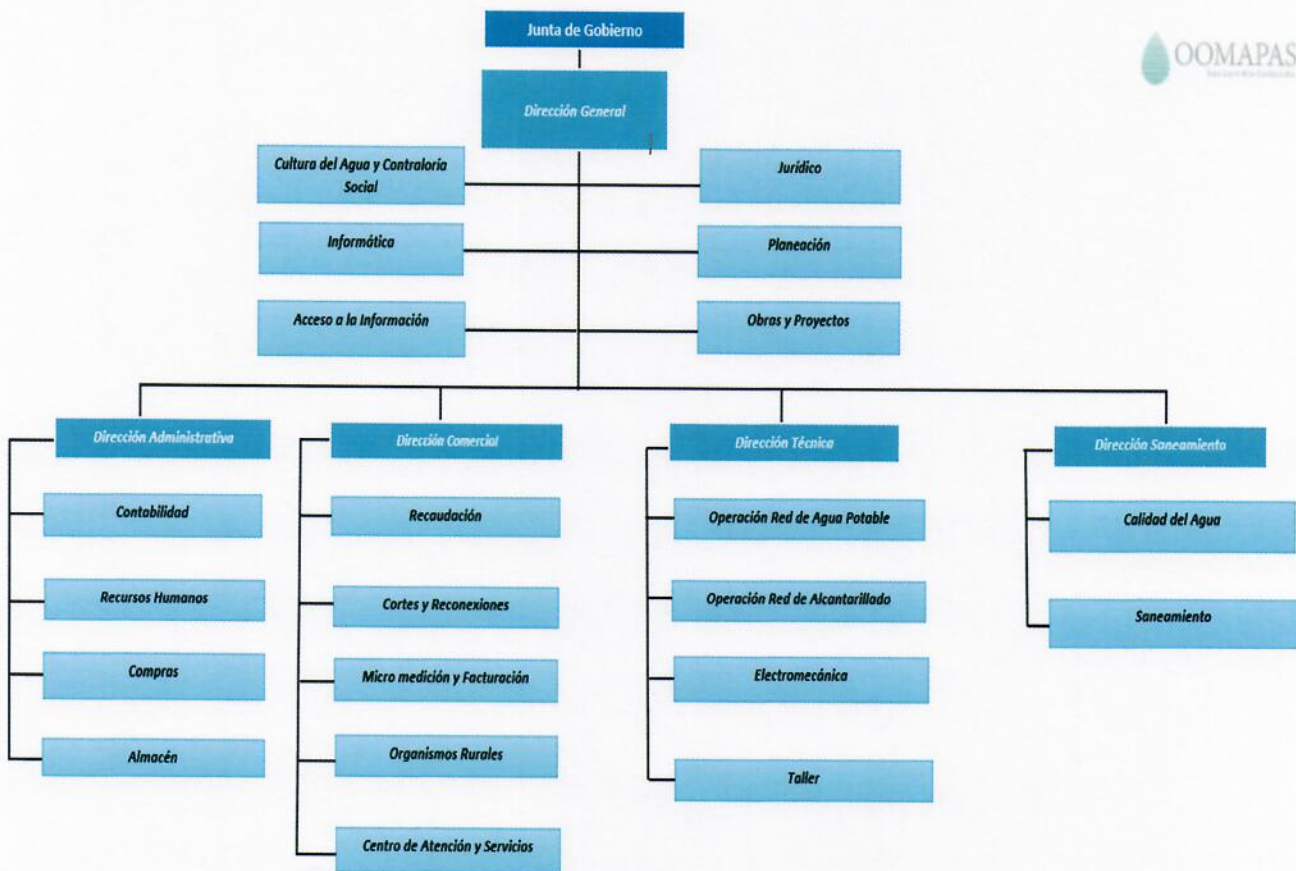 Junta de Gobierno
OOMAPAS
Dirección General
Cultura del Agua y Contraloría
Social
Jurídico
Informática
Planeación
Acceso a la Información
Obras y Proyectos
Dirección Administrativa
Dirección Comercial
Dirección Técnica
Dirección Saneamiento
Contabilidad
Recaudación
Operación Red de Agua Potable
Calidad del Agua
Recursos Humanos
Cortes y Reconexiones
Operación Red de Alcantarillado
Saneamiento
Compras
Micro medición y Facturación
Electromecánica
Almacén
Organismos Rurales
Taller
Centro de Atención y Servicios